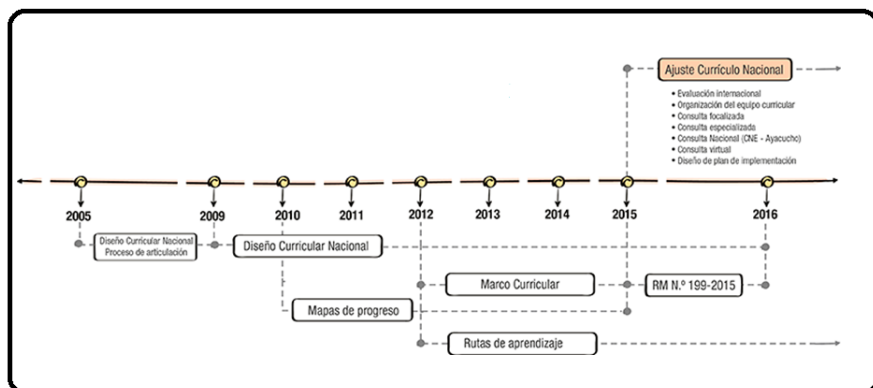 Ajuste Currículo Nacional
• Evaluación internacional
• Organización del equipo curricular
• Consulta focalizada
• Consulta especializada
• Consulta Nacional (CNE - Ayacucho)
• Consulta virtual
• Diseño de plan de implementación
2005
2009
2010
2011
2012
2013
2014
2015
2016
Diseño Curricular Nacional
Proceso de articulación
Diseño Curricular Nacional
Marco Curricular
RM N.º 199-2015
Mapas de progreso
Rutas de aprendizaje